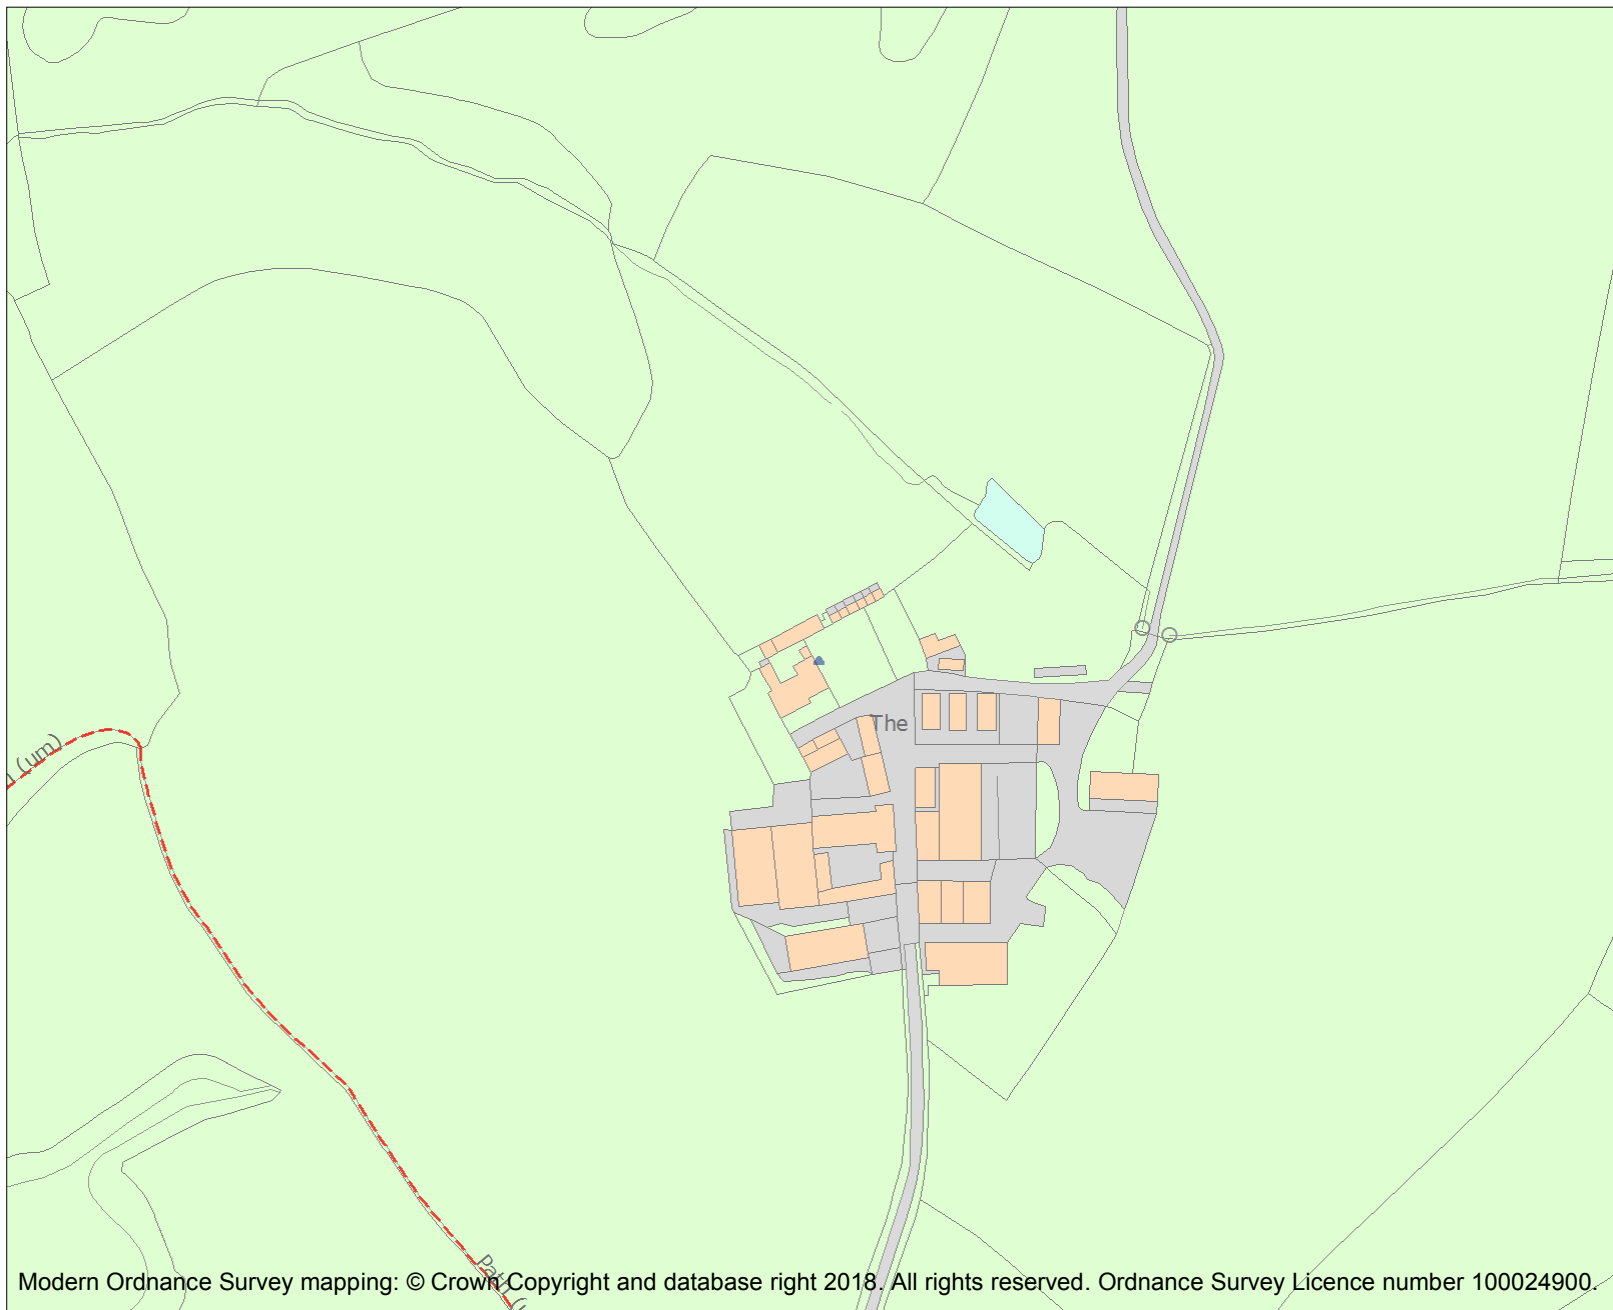 The
(um)
Path (u
Modern Ordnance Survey mapping: © Crown Copyright and database right 2018. All rights reserved. Ordnance Survey Licence number 100024900.